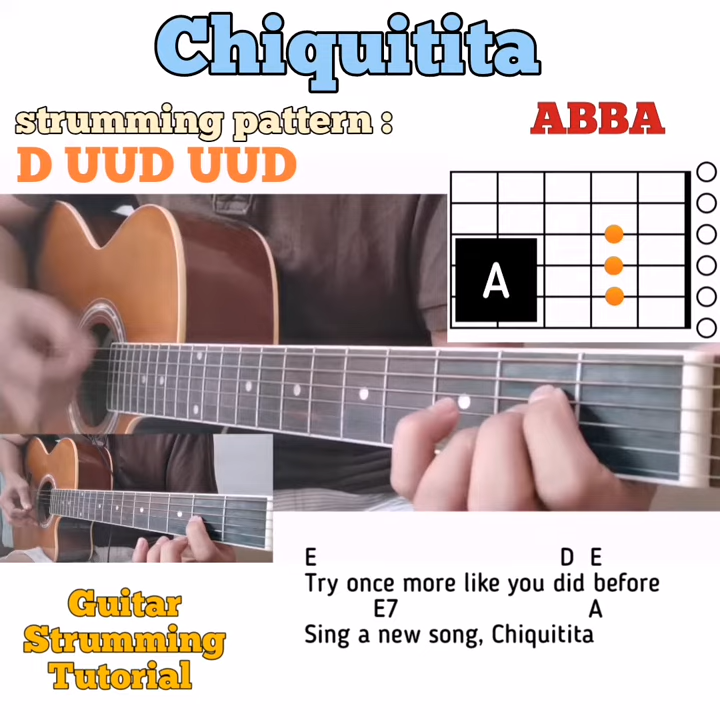 Chiquitita
strumming pattern :
ABBA
D UUD UUD
A
E D E
Try once more like you did before
E7 A
Sing a new song, Chiquitita
Guitar
Strumming
Tutorial